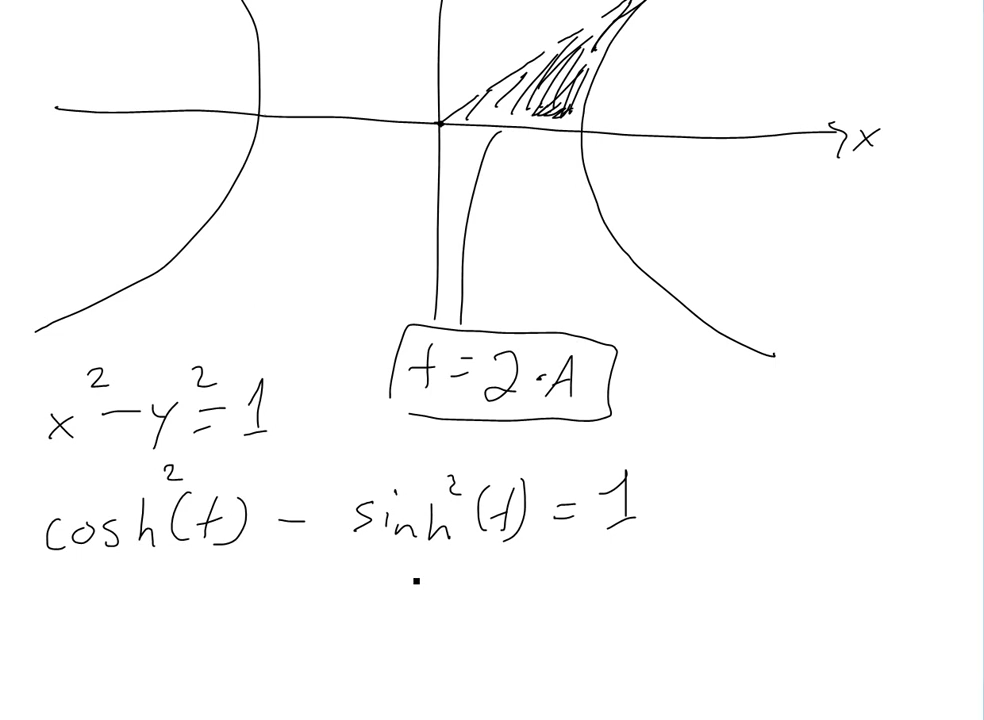 x
t = 2 · A
x² − y² = 1
cosh²(t) − sinh²(t) = 1